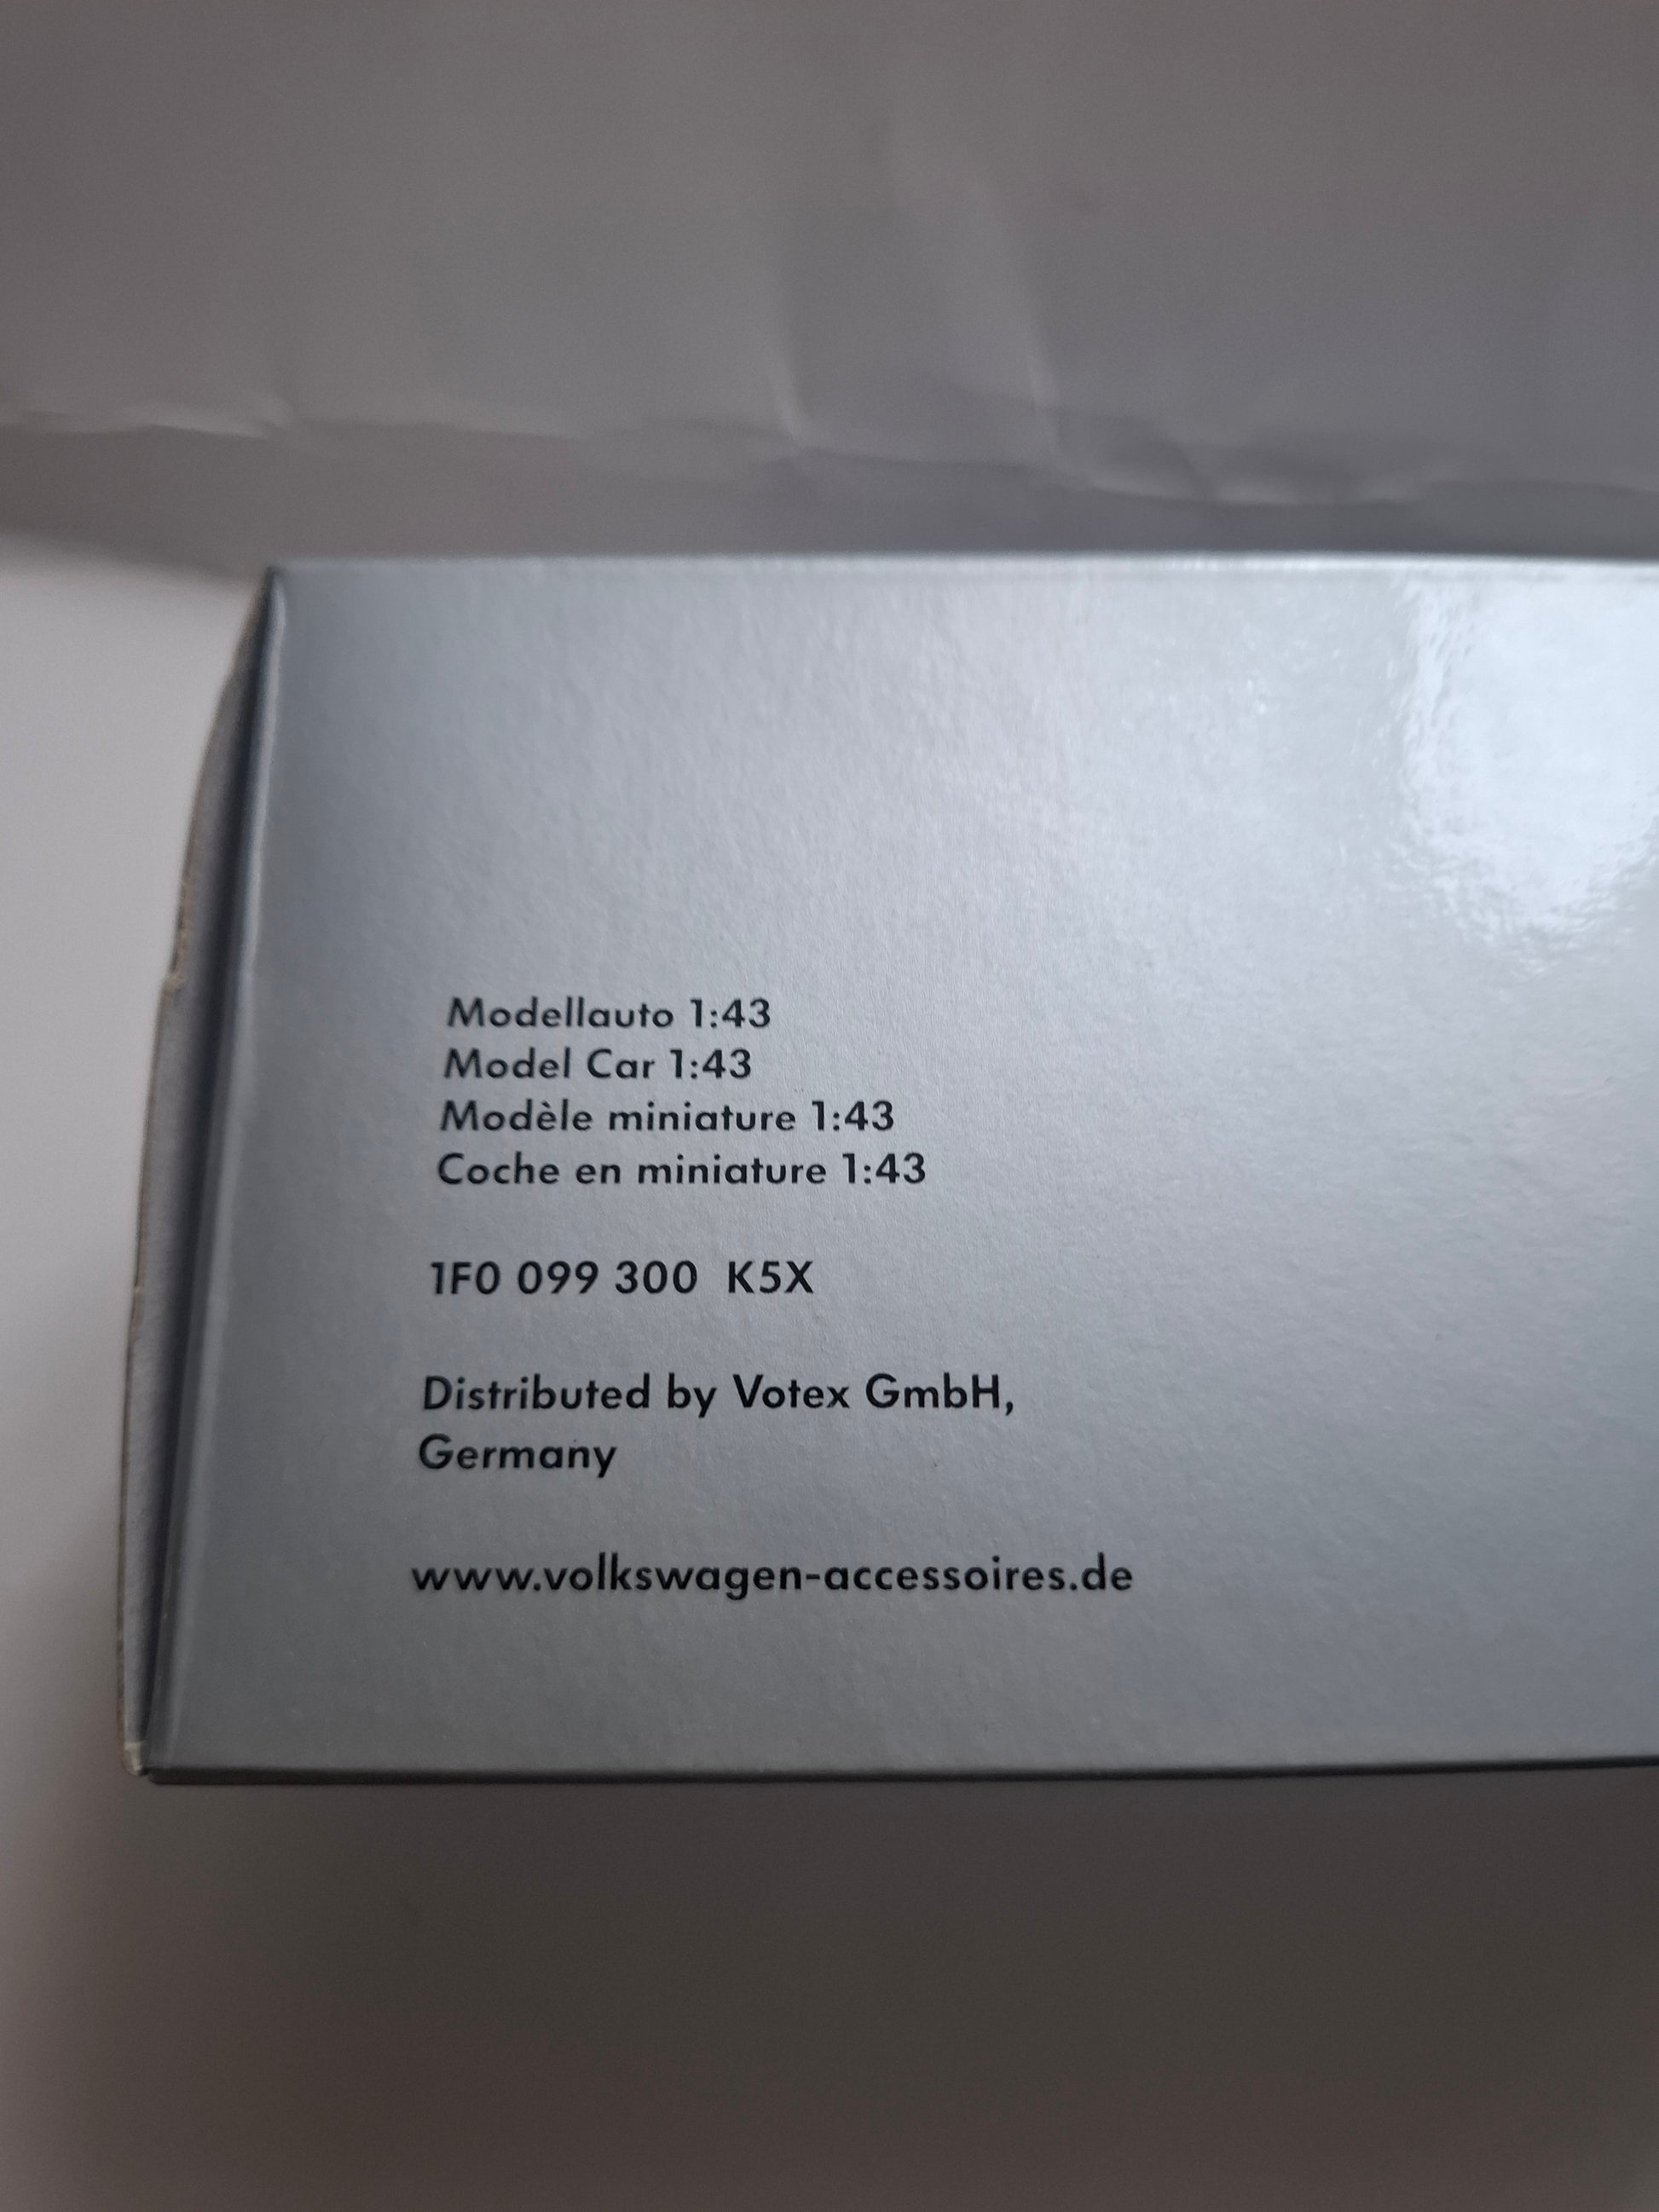 Modellauto 1:43
Model Car 1:43
Modèle miniature 1:43
Coche en miniature 1:43
1F0 099 300 K5X
Distributed by Votex GmbH,
Germany
www.volkswagen-accessoires.de